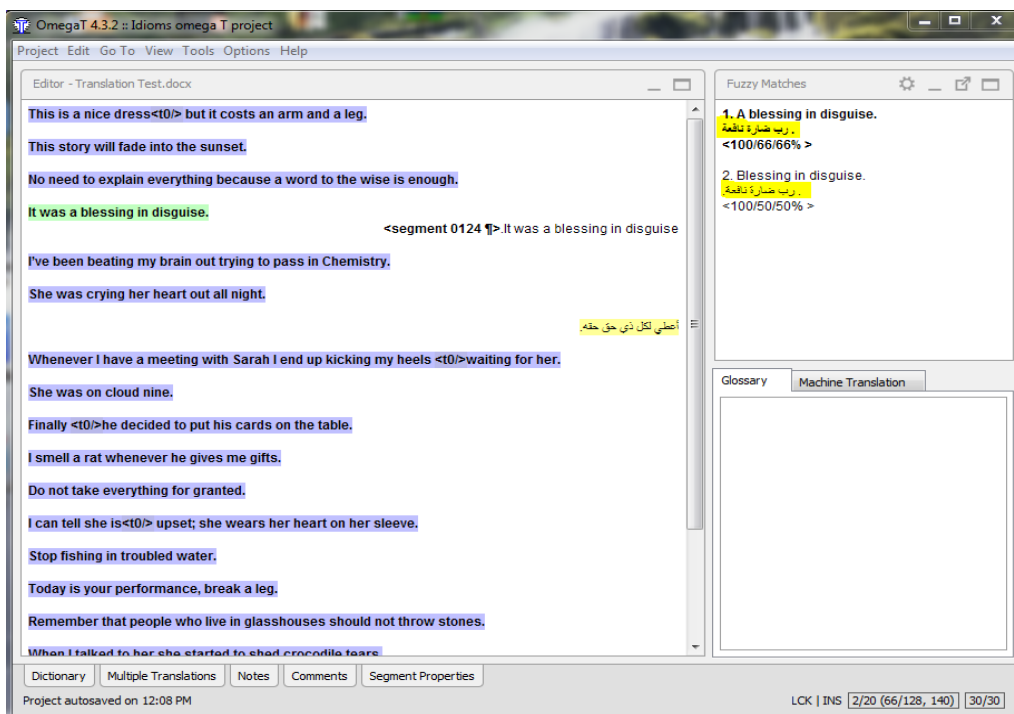 OmegaT 4.3.2 :: Idioms omega T project
Project Edit Go To View Tools Options Help
Editor - Translation Test.docx
This is a nice dress<t0/> but it costs an arm and a leg.
This story will fade into the sunset.
No need to explain everything because a word to the wise is enough.
It was a blessing in disguise.
<segment 0124 ¶>.It was a blessing in disguise
I've been beating my brain out trying to pass in Chemistry.
She was crying her heart out all night.
أعطي لكل ذي حق حقه.
Whenever I have a meeting with Sarah I end up kicking my heels <t0/>waiting for her.
She was on cloud nine.
Finally <t0/>he decided to put his cards on the table.
I smell a rat whenever he gives me gifts.
Do not take everything for granted.
I can tell she is<t0/> upset; she wears her heart on her sleeve.
Stop fishing in troubled water.
Today is your performance, break a leg.
Remember that people who live in glasshouses should not throw stones.
When I talked to her she started to shed crocodile tears.
Fuzzy Matches
1. A blessing in disguise.
رب ضارة نافعة .
<100/66/66% >
2. Blessing in disguise.
. رب ضارة نافعة.
<100/50/50% >
Glossary Machine Translation
Dictionary Multiple Translations Notes Comments Segment Properties
Project autosaved on 12:08 PM
LCK | INS 2/20 (66/128, 140) 30/30